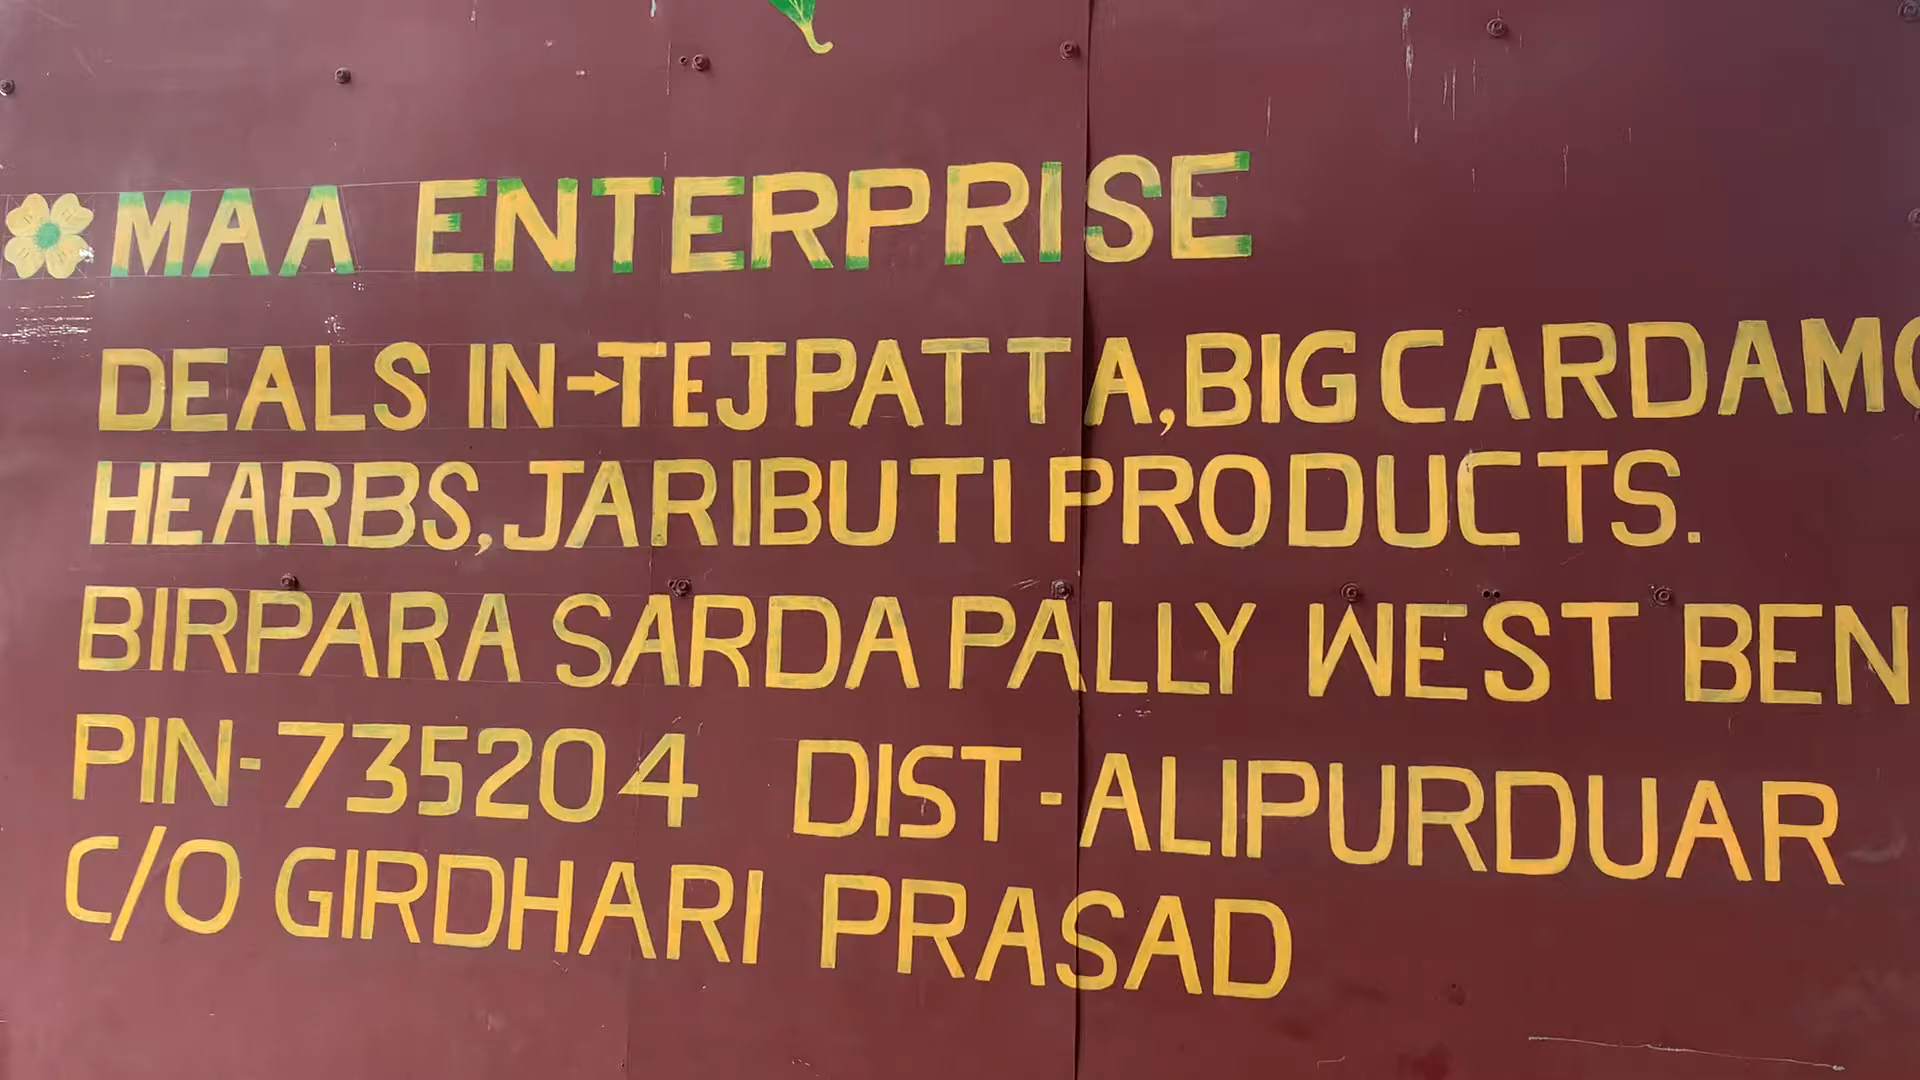 MAA ENTERPRISE
DEALS IN→TEJPATTA, BIG CARDAMO
HEARBS, JARIBUTI PRODUCTS.
BIRPARA SARDA PALLY WEST BEN
PIN-735204 DIST-ALIPURDUAR
C/O GIRDHARI PRASAD